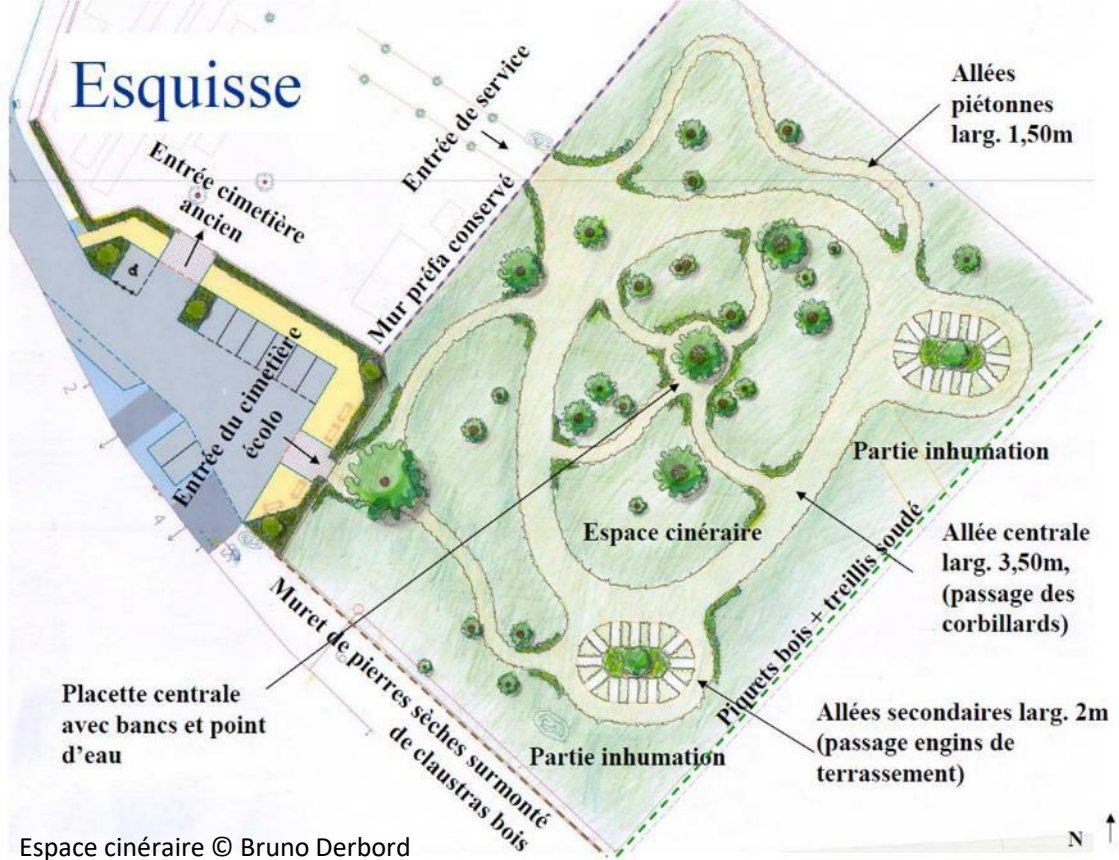 Esquisse
Entrée de service
Allées
piétonnes
larg. 1,50m
Entrée cimetière
ancien
Mur préfa conservé
Entrée du cimetière
écolo
Partie inhumation
Espace cinéraire
Allée centrale
larg. 3,50m,
(passage des
corbillards)
Piquets bois + treillis soudé
Muret de pierres sèches surmonté
de claustras bois
Placette centrale
avec bancs et point
d'eau
Allées secondaires larg. 2m
(passage engins de
terrassement)
Partie inhumation
N
Espace cinéraire © Bruno Derbord
2
4